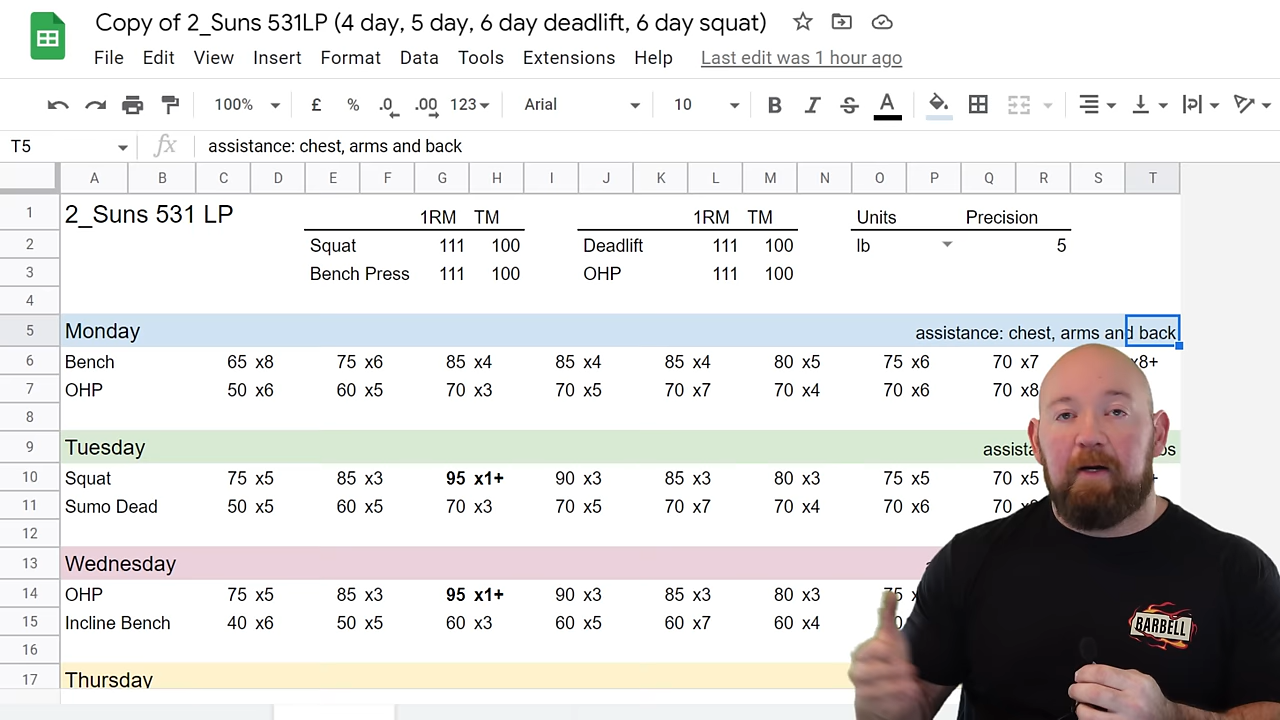 Copy of 2_Suns 531LP (4 day, 5 day, 6 day deadlift, 6 day squat)
File Edit View Insert Format Data Tools Extensions Help Last edit was 1 hour ago
100% £ % .0 .00 123 Arial 10 B I S A
T5 fx assistance: chest, arms and back
A B C D E F G H I J K L M N O P Q R S T
1 2_Suns 531 LP 1RM TM 1RM TM Units Precision
2 Squat 111 100 Deadlift 111 100 lb 5
3 Bench Press 111 100 OHP 111 100
4
5 Monday assistance: chest, arms and back
6 Bench 65 x8 75 x6 85 x4 85 x4 85 x4 80 x5 75 x6 70 x7 x8+
7 OHP 50 x6 60 x5 70 x3 70 x5 70 x7 70 x4 70 x6 70 x8
8
9 Tuesday
10 Squat 75 x5 85 x3 95 x1+ 90 x3 85 x3 80 x3 75 x5 70 x5
11 Sumo Dead 50 x5 60 x5 70 x3 70 x5 70 x7 70 x4 70 x6 70
12
13 Wednesday
14 OHP 75 x5 85 x3 95 x1+ 90 x3 85 x3 80 x3 75
15 Incline Bench 40 x6 50 x5 60 x3 60 x5 60 x7 60 x4
16
17 Thursday
BARBELL